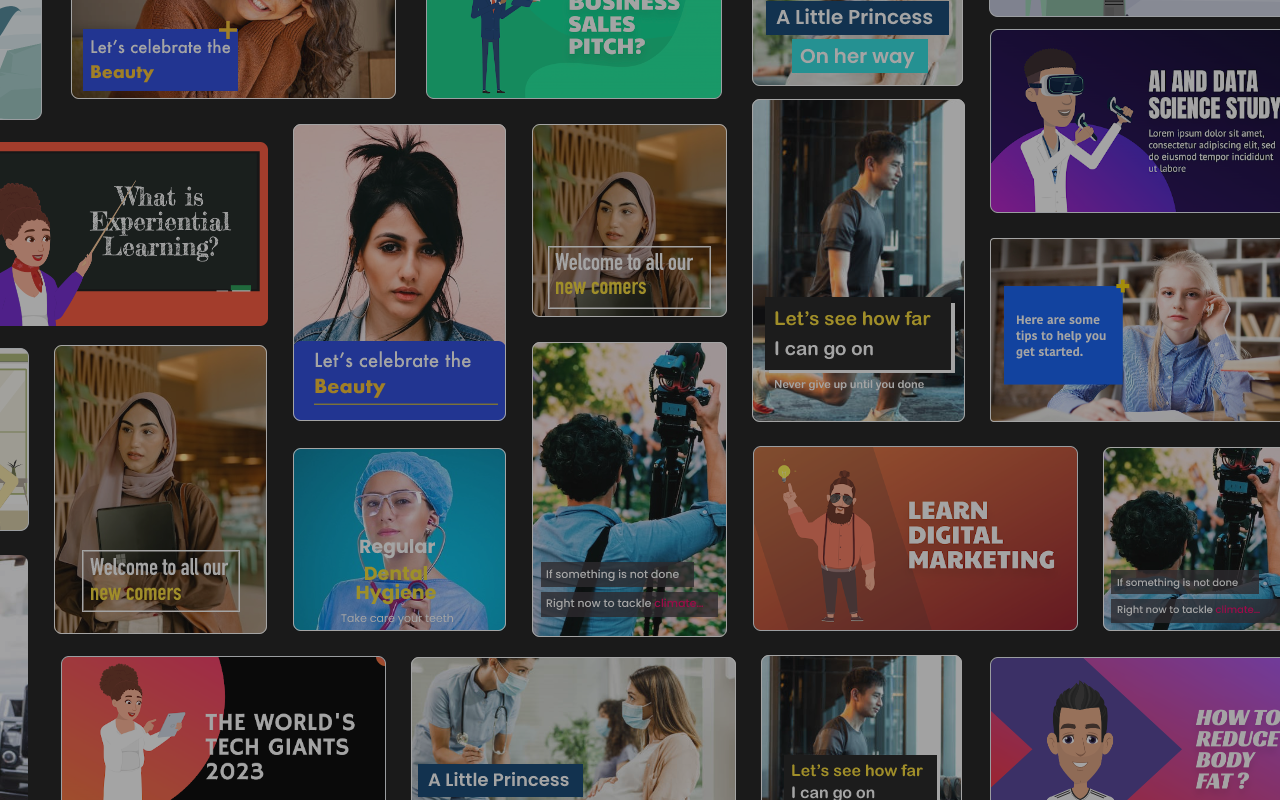 Let's celebrate the
Beauty
BUSINESS
SALES
PITCH?
A Little Princess
On her way
AI AND DATA
SCIENCE STUDY
Lorem ipsum dolor sit amet,
consectetur adipiscing elit, sed
do eiusmod tempor incididunt
ut labore
What is
Experiential
Learning?
Let's celebrate the
Beauty
Welcome to all our
new comers
Let's see how far
I can go on
Never give up until you done
Here are some
tips to help you
get started.
Welcome to all our
new comers
Regular
Dental
Hygiene
Take care your teeth
If something is not done
Right now to tackle climate...
LEARN
DIGITAL
MARKETING
If something is not done
Right now to tackle climate...
THE WORLD'S
TECH GIANTS
2023
A Little Princess
Let's see how far
I can go on
HOW TO
REDUCE
BODY
FAT ?